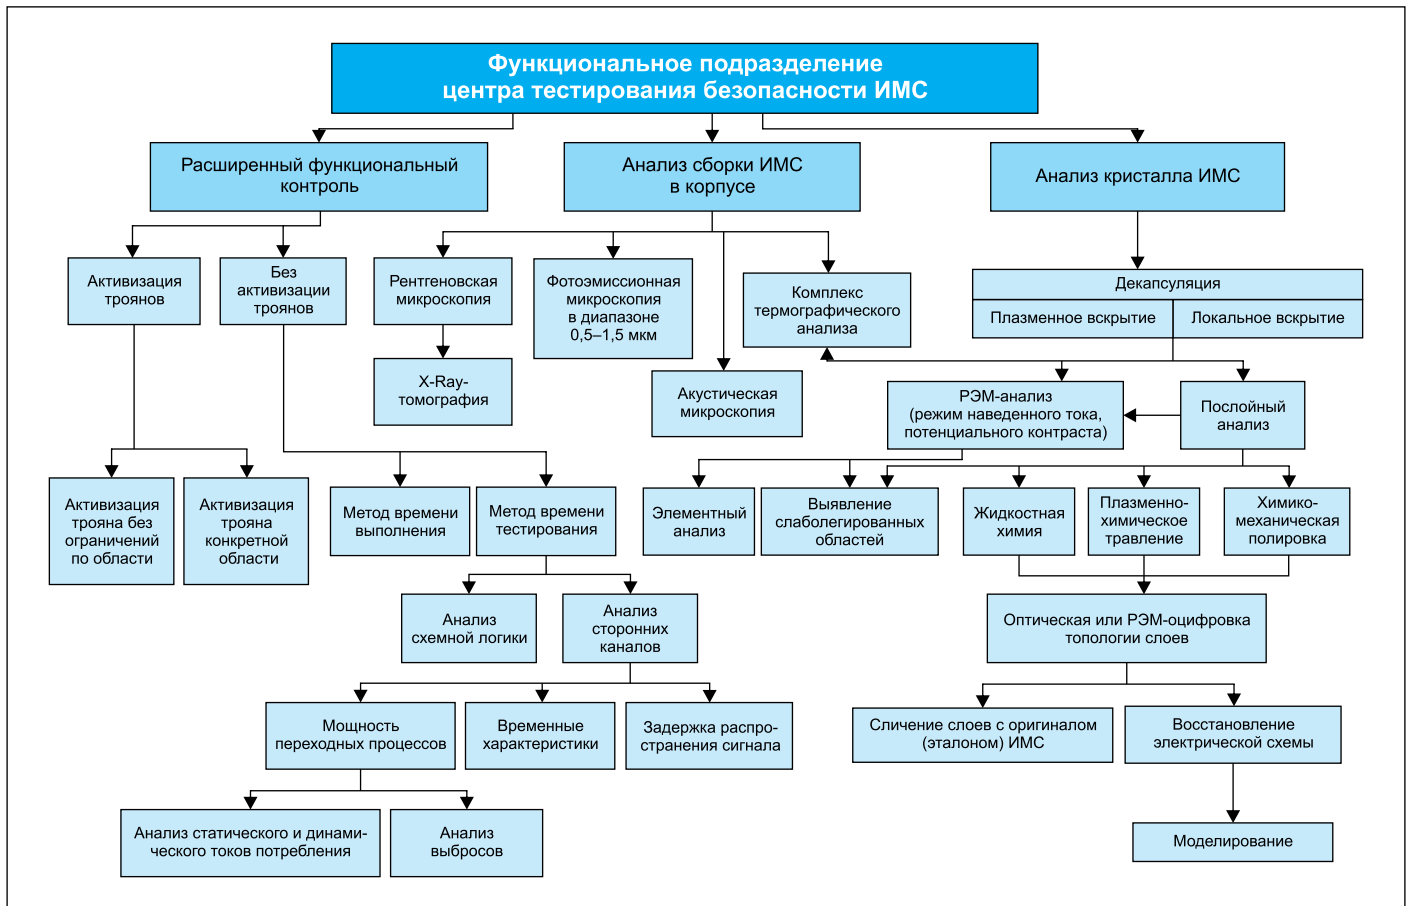 Функциональное подразделение
центра тестирования безопасности ИМС
Расширенный функциональный
контроль
Анализ сборки ИМС
в корпусе
Анализ кристалла ИМС
Активизация
троянов
Без
активизации
троянов
Рентгеновская
микроскопия
Фотоэмиссионная
микроскопия
в диапазоне
0,5–1,5 мкм
Комплекс
термографического
анализа
Декапсуляция
Плазменное вскрытие
Локальное вскрытие
X-Ray-
томография
Акустическая
микроскопия
РЭМ-анализ
(режим наведенного тока,
потенциального контраста)
Послойный
анализ
Активизация
трояна без
ограничений
по области
Активизация
трояна
конкретной
области
Метод времени
выполнения
Метод времени
тестирования
Элементный
анализ
Выявление
слаболегированных
областей
Жидкостная
химия
Плазменно-
химическое
травление
Химико-
механическая
полировка
Анализ
схемной логики
Анализ
сторонних
каналов
Оптическая или РЭМ-оцифровка
топологии слоев
Мощность
переходных процессов
Временные
характеристики
Задержка распро-
странения сигнала
Сличение слоев с оригиналом
(эталоном) ИМС
Восстановление
электрической схемы
Анализ статического и динами-
ческого токов потребления
Анализ
выбросов
Моделирование